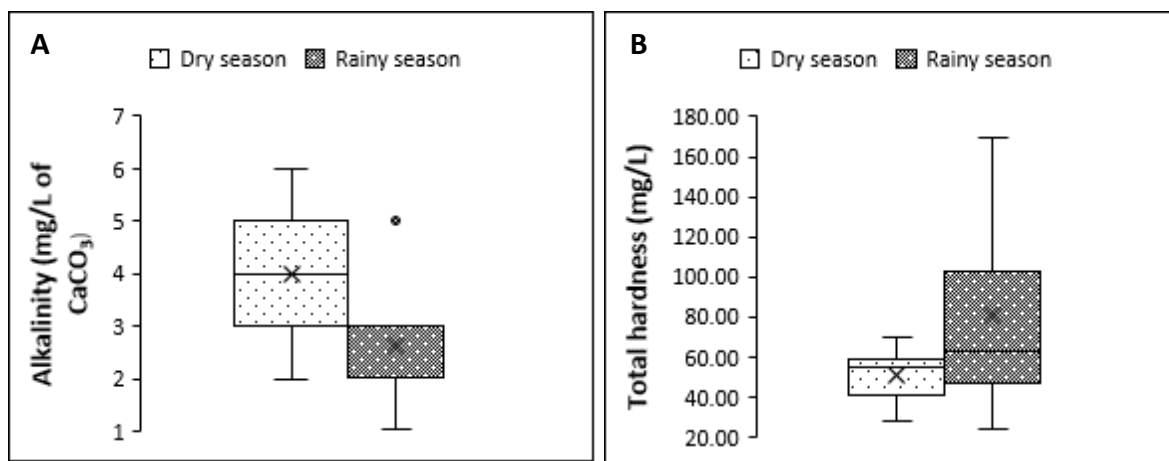 A
Dry season Rainy season
Alkalinity (mg/L of
CaCO₃)
7
6
5
4
3
2
1
B
Dry season Rainy season
Total hardness (mg/L)
180.00
160.00
140.00
120.00
100.00
80.00
60.00
40.00
20.00